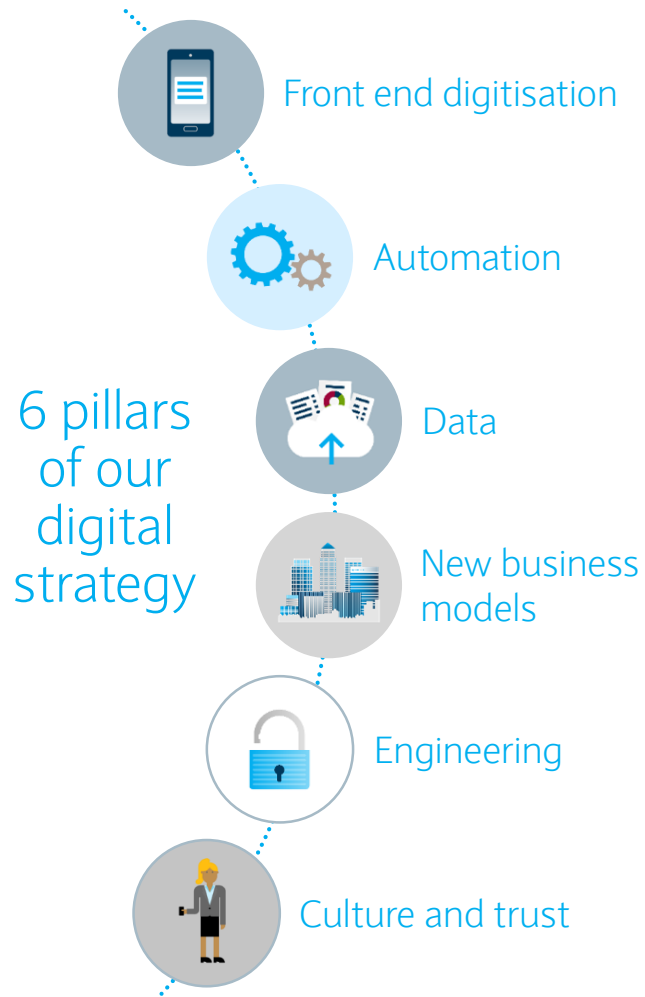 Front end digitisation
Automation
6 pillars
of our
digital
strategy
Data
New business
models
Engineering
Culture and trust